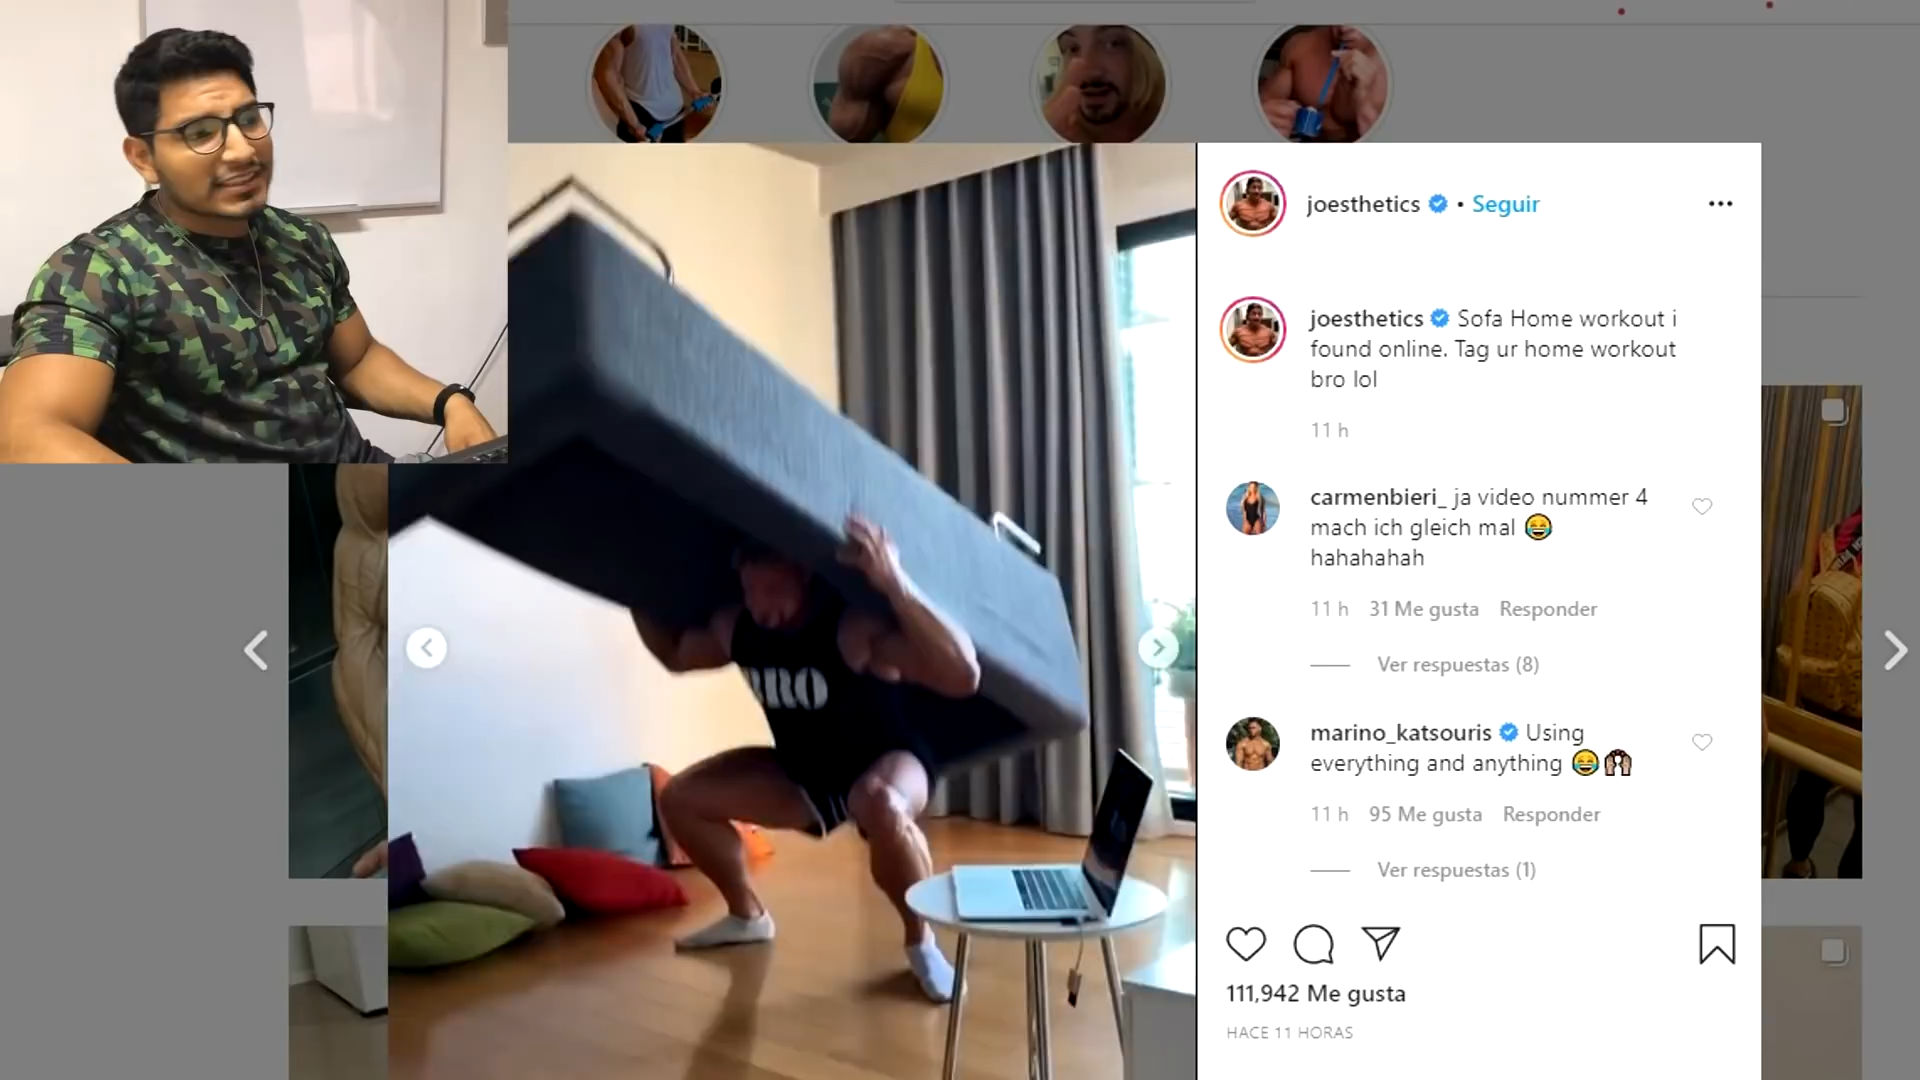 joesthetics • Seguir
joesthetics Sofa Home workout i
found online. Tag ur home workout
bro lol
11 h
carmenbieri_ ja video nummer 4
mach ich gleich mal 😂
hahahahah
11 h 31 Me gusta Responder
Ver respuestas (8)
marino_katsouris Using
everything and anything 😂🙌
11 h 95 Me gusta Responder
Ver respuestas (1)
111,942 Me gusta
HACE 11 HORAS
BRO